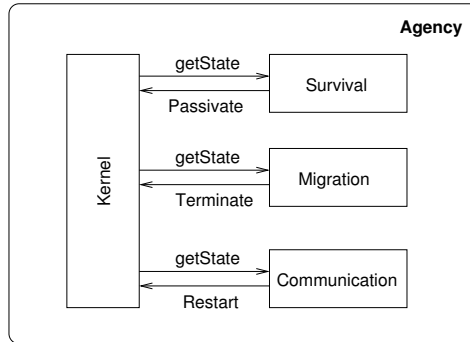 Agency
Kernel
getState
Survival
Passivate
getState
Migration
Terminate
getState
Communication
Restart